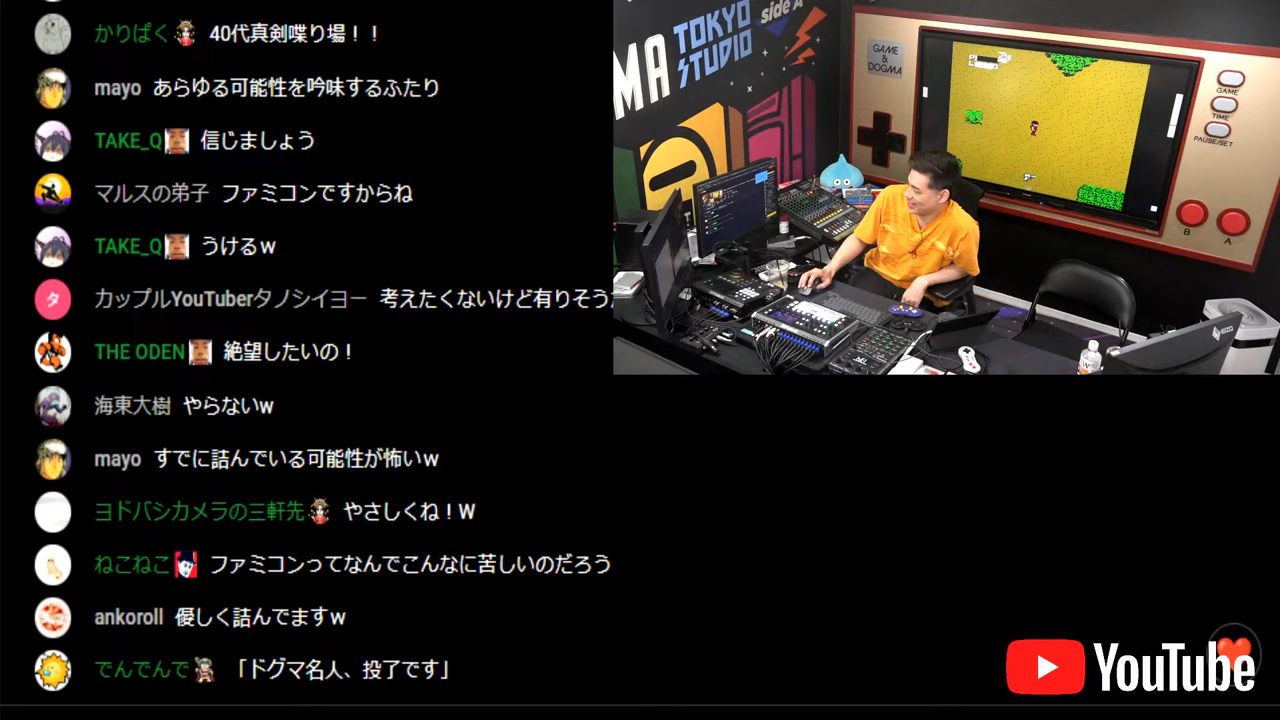 かりぱく 40代真剣喋り場！！
mayo あらゆる可能性を吟味するふたり
TAKE_Q 信じましょう
マルスの弟子 ファミコンですからね
TAKE_Q うけるw
タ カップルYouTuberタノシイヨー 考えたくないけど有りそう
THE ODEN 絶望したいの！
海東大樹 やらないw
mayo すでに詰んでいる可能性が怖いw
ヨドバシカメラの三軒先 やさしくね！W
ねこねこ ファミコンってなんでこんなに苦しいのだろう
ankoroll 優しく詰んでますw
でんでんで 「ドグマ名人、投了です」
MA
TOKYO
STUDIO
side A
GAME
&
DOGMA
GAME
TIME
PAUSE/SET
B
A
YouTube